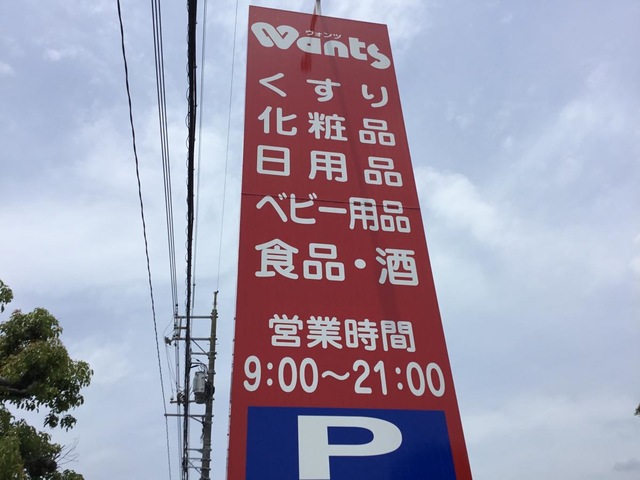 ウォンツ
Wants
くすり
化粧品
日用品
ベビー用品
食品・酒
営業時間
9:00〜21:00
P